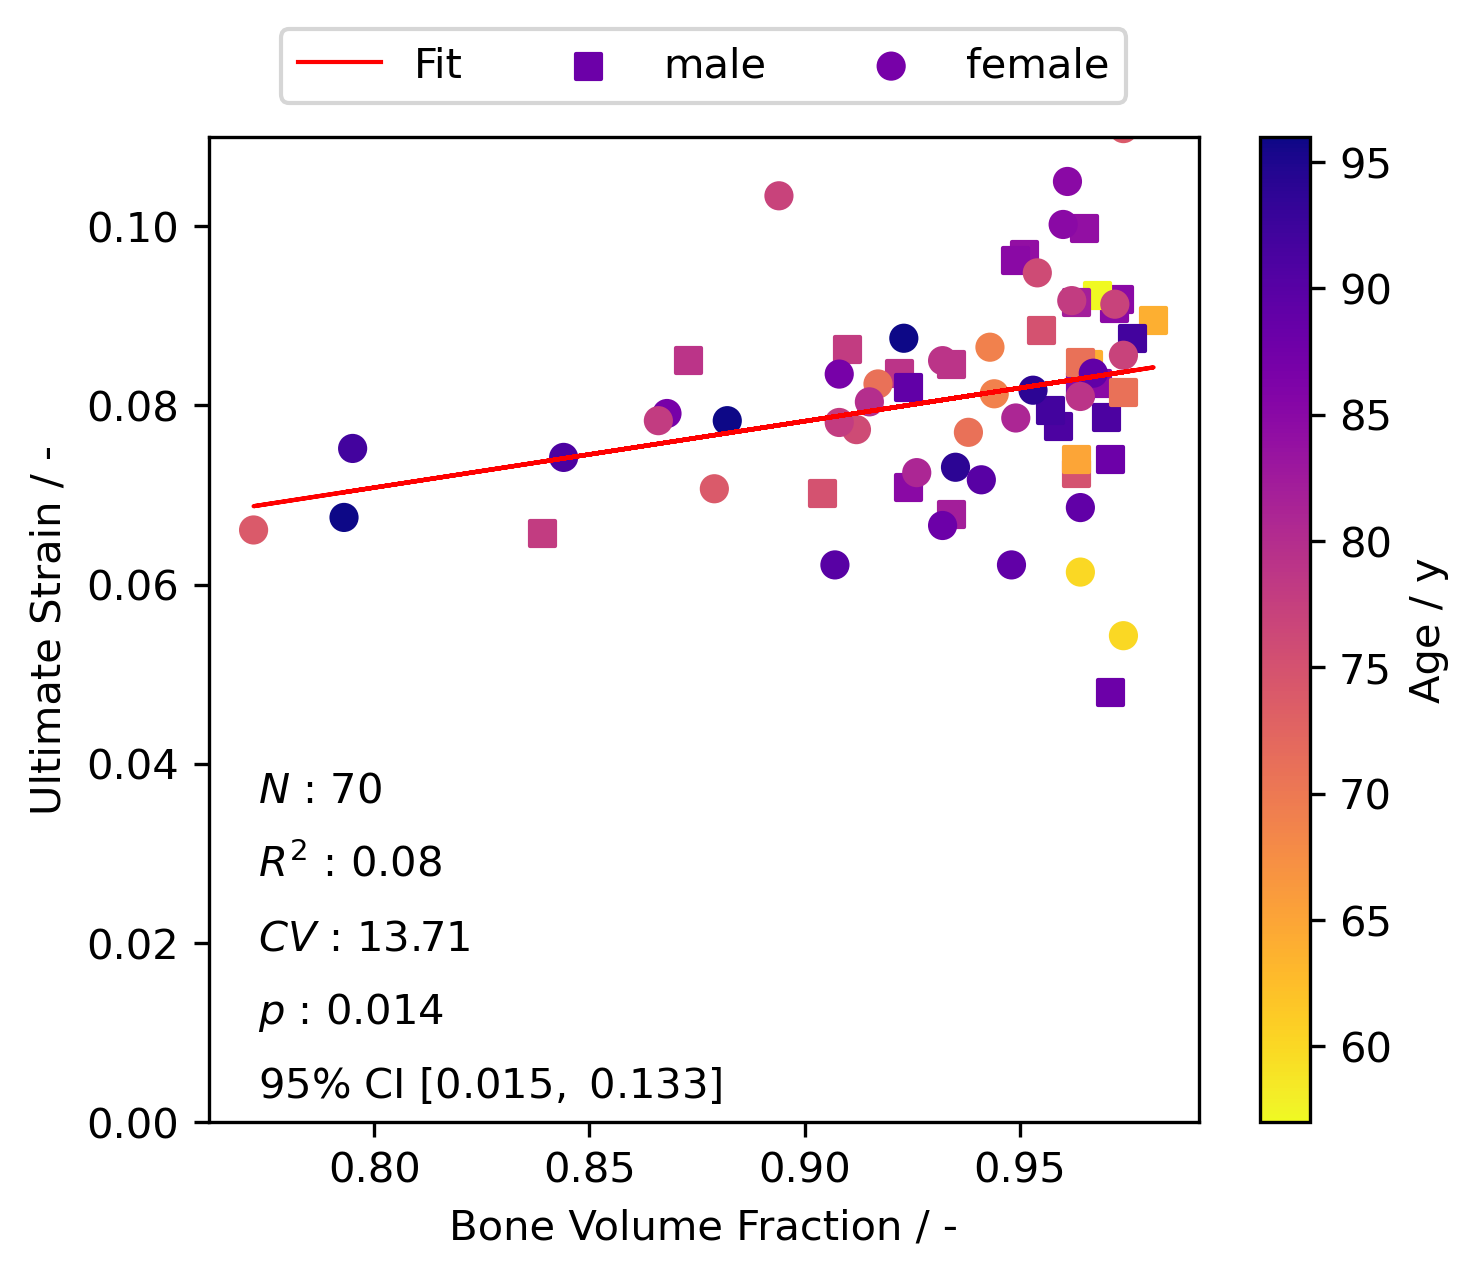 Fit male female
0.10
0.08
0.06
0.04
0.02
0.00
Ultimate Strain / -
N : 70
R² : 0.08
CV : 13.71
p : 0.014
95% CI [0.015, 0.133]
0.80 0.85 0.90 0.95
Bone Volume Fraction / -
95
90
85
80
75
70
65
60
Age / y